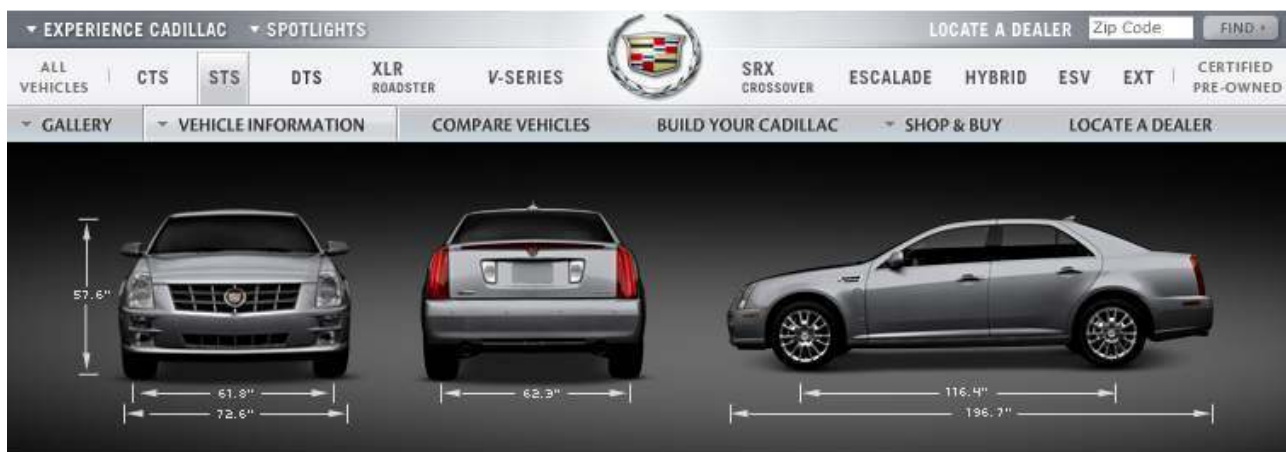 EXPERIENCE CADILLAC SPOTLIGHTS LOCATE A DEALER Zip Code FIND
ALL VEHICLES CTS STS DTS XLR ROADSTER V-SERIES SRX CROSSOVER ESCALADE HYBRID ESV EXT CERTIFIED PRE-OWNED
GALLERY VEHICLE INFORMATION COMPARE VEHICLES BUILD YOUR CADILLAC SHOP & BUY LOCATE A DEALER
57.6"
61.8" 62.3" 116.4"
72.6" 196.7"